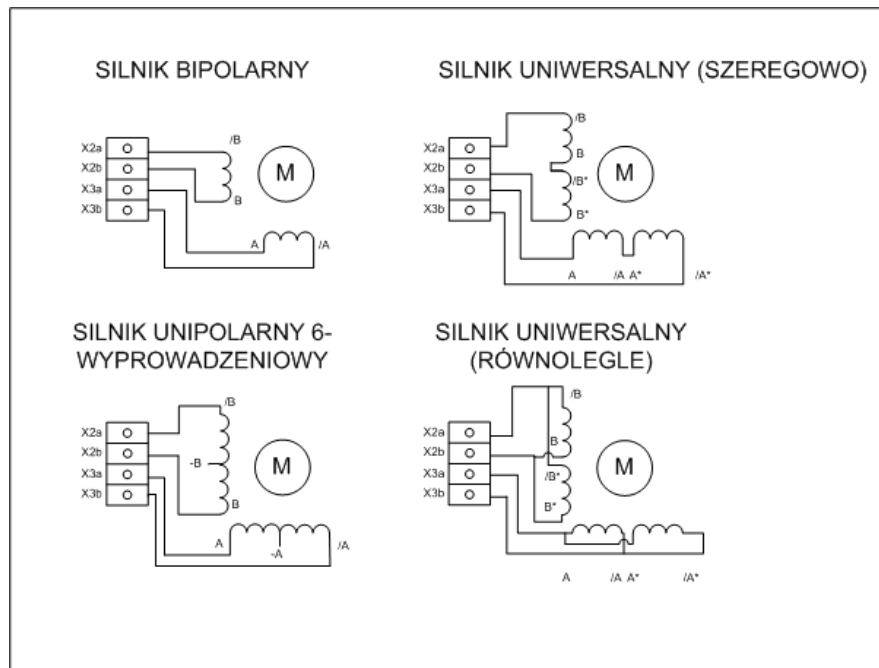 SILNIK BIPOLARNY
X2a
X2b
X3a
X3b
/B
B
M
A
/A
SILNIK UNIWERSALNY (SZEREGOWO)
X2a
X2b
X3a
X3b
/B
B
/B*
B*
M
A
/A
A*
/A*
SILNIK UNIPOLARNY 6-
WYPROWADZENIOWY
X2a
X2b
X3a
X3b
/B
-B
B
M
A
-A
/A
SILNIK UNIWERSALNY
(RÓWNOLEGLE)
X2a
X2b
X3a
X3b
/B
B
/B*
B*
M
A
/A
A*
/A*